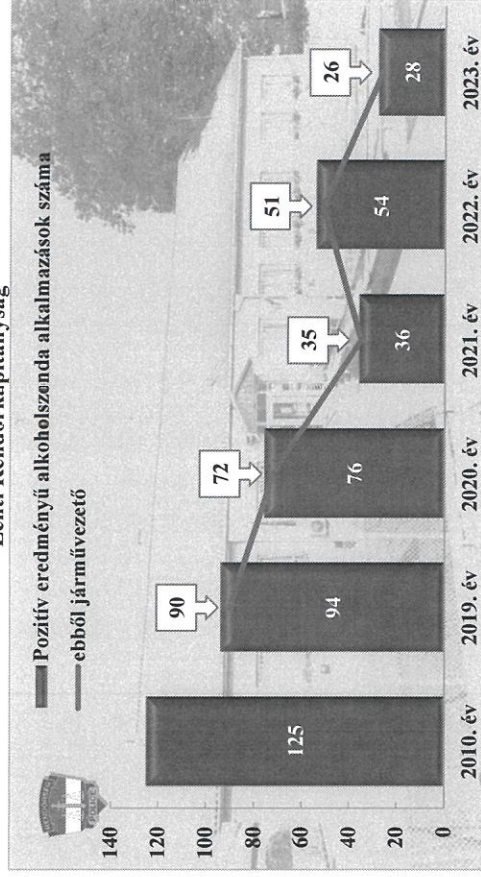 Lenti Rendőrkapitányság
Pozitív eredményű alkoholszonda alkalmazások száma
ebből járművezető
140
120
100
80
60
40
20
0
125
94
76
36
54
28
90
72
35
51
26
2010. év
2019. év
2020. év
2021. év
2022. év
2023. év